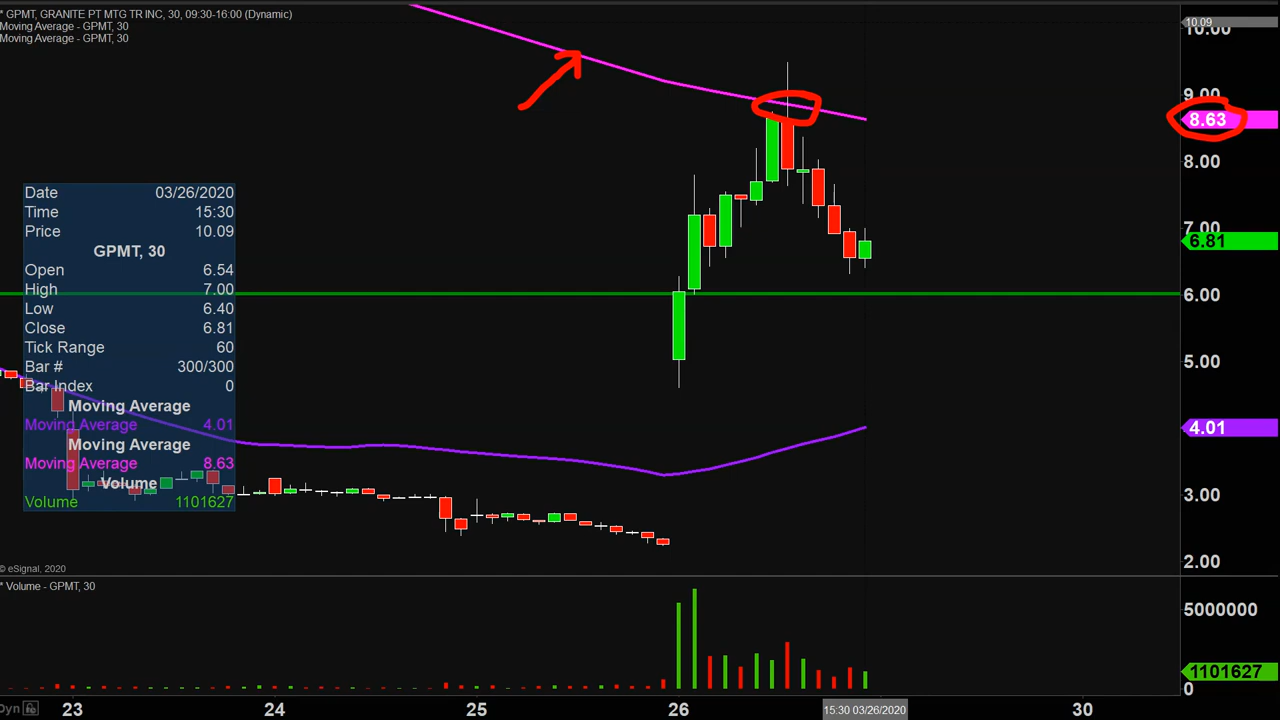 * GPMT, GRANITE PT MTG TR INC, 30, 09:30-16:00 (Dynamic)
Moving Average - GPMT, 30
Moving Average - GPMT, 30
10.09
10.00
9.00
8.63
8.00
7.00
6.81
6.00
5.00
4.01
3.00
2.00
Date 03/26/2020
Time 15:30
Price 10.09
GPMT, 30
Open 6.54
High 7.00
Low 6.40
Close 6.81
Tick Range 60
Bar # 300/300
Bar Index 0
Moving Average
Moving Average 4.01
Moving Average
Moving Average 8.63
Volume
Volume 1101627
© eSignal, 2020
* Volume - GPMT, 30
5000000
1101627
0
Dyn 23 24 25 26 15:30 03/26/2020 30